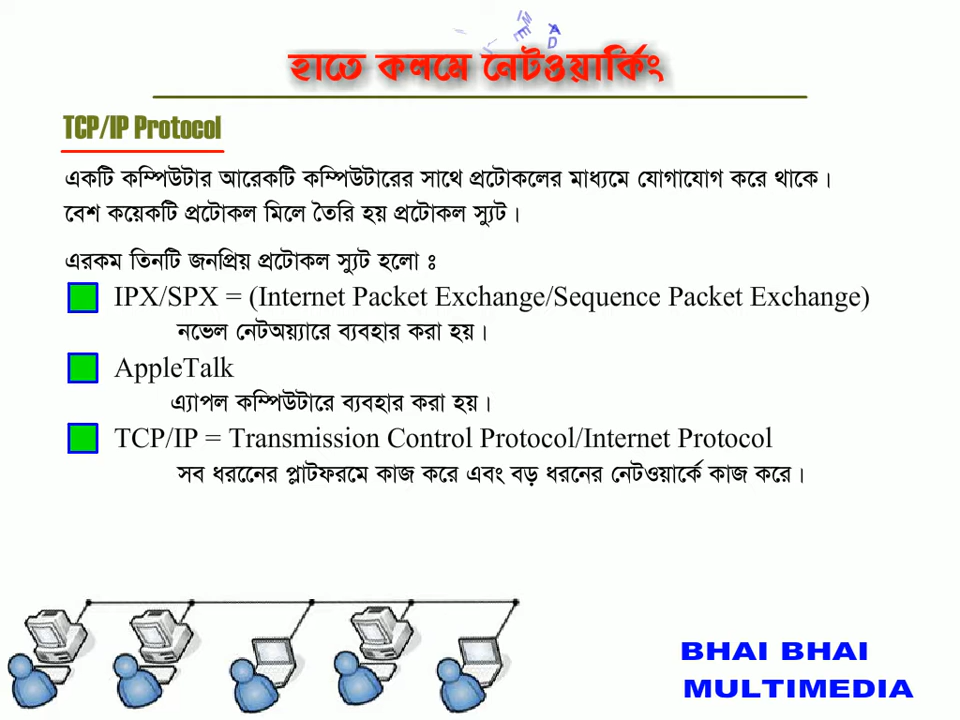 হাতে কলমে নেটওয়ার্কিং
TCP/IP Protocol
একটি কম্পিউটার আরেকটি কম্পিউটারের সাথে প্রটোকলের মাধ্যমে যোগাযোগ করে থাকে।
বেশ কয়েকটি প্রটোকল মিলে তৈরি হয় প্রটোকল স্যুট।
এরকম তিনটি জনপ্রিয় প্রটোকল স্যুট হলো ঃ
IPX/SPX = (Internet Packet Exchange/Sequence Packet Exchange)
নভেল নেটঅয়্যারে ব্যবহার করা হয়।
AppleTalk
এ্যাপল কম্পিউটারে ব্যবহার করা হয়।
TCP/IP = Transmission Control Protocol/Internet Protocol
সব ধরনেের প্লাটফরমে কাজ করে এবং বড় ধরনের নেটওয়ার্কে কাজ করে।
BHAI BHAI
MULTIMEDIA